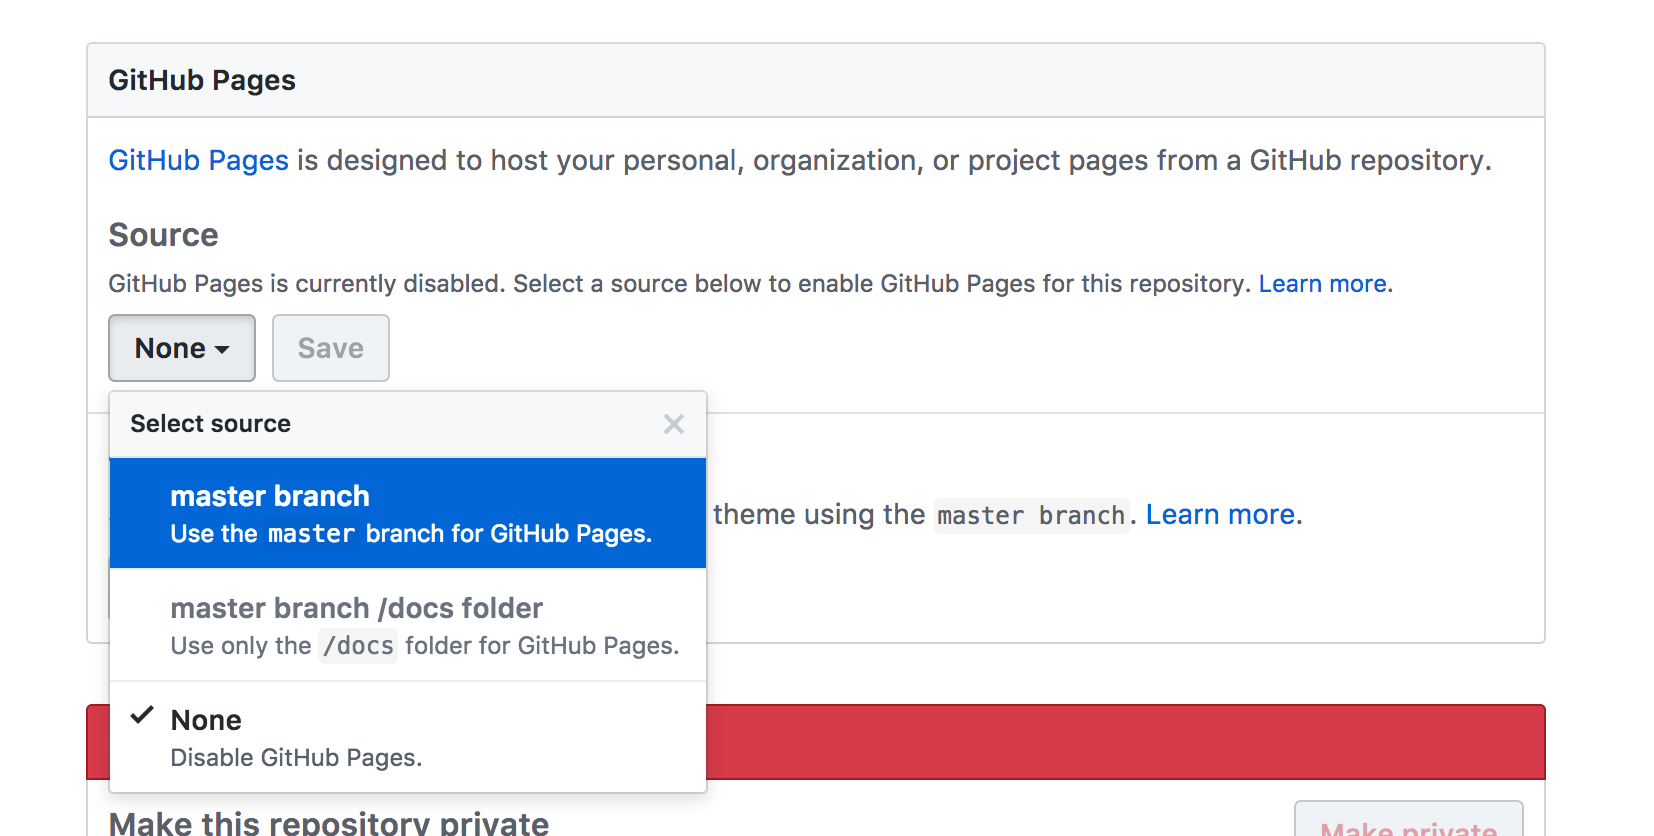 GitHub Pages
GitHub Pages is designed to host your personal, organization, or project pages from a GitHub repository.
Source
GitHub Pages is currently disabled. Select a source below to enable GitHub Pages for this repository. Learn more.
None Save
Select source
master branch
Use the master branch for GitHub Pages.
theme using the master branch. Learn more.
master branch /docs folder
Use only the /docs folder for GitHub Pages.
None
Disable GitHub Pages.
Make this repository private
Make private